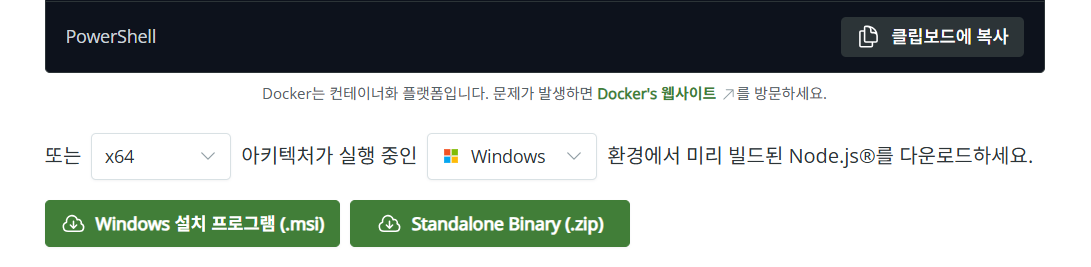 PowerShell 클립보드에 복사
Docker는 컨테이너화 플랫폼입니다. 문제가 발생하면 Docker's 웹사이트 ↗를 방문하세요.
또는 x64 아키텍처가 실행 중인 Windows 환경에서 미리 빌드된 Node.js®를 다운로드하세요.
Windows 설치 프로그램 (.msi) Standalone Binary (.zip)